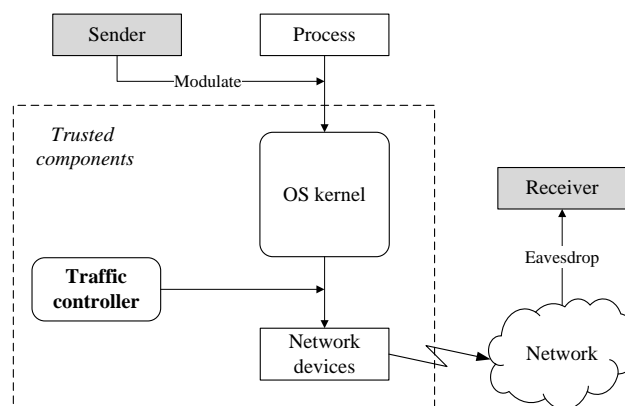 Sender
Process
Modulate
Trusted
components
OS kernel
Receiver
Eavesdrop
Traffic
controller
Network
devices
Network